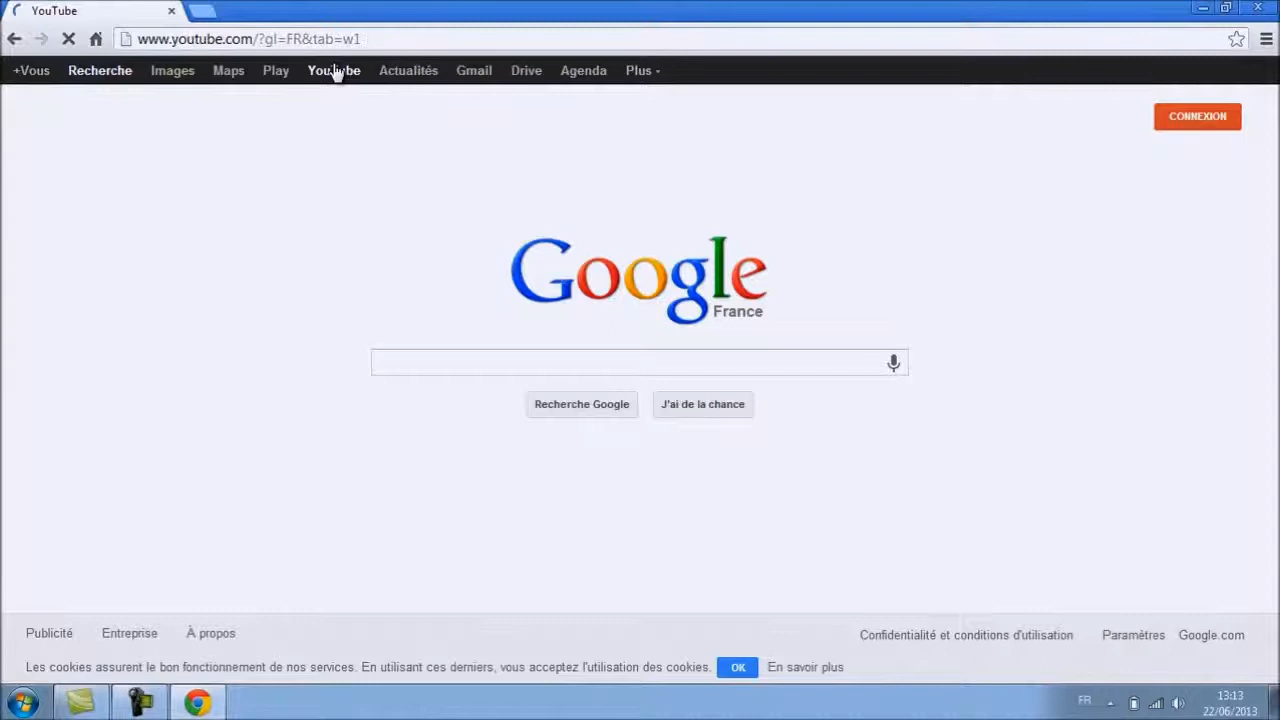 YouTube
www.youtube.com/?gl=FR&tab=w1
+Vous Recherche Images Maps Play YouTube Actualités Gmail Drive Agenda Plus
CONNEXION
Google
France
Recherche Google J'ai de la chance
Publicité Entreprise À propos Confidentialité et conditions d'utilisation Paramètres Google.com
Les cookies assurent le bon fonctionnement de nos services. En utilisant ces derniers, vous acceptez l'utilisation des cookies. OK En savoir plus
FR 13:13
22/06/2013